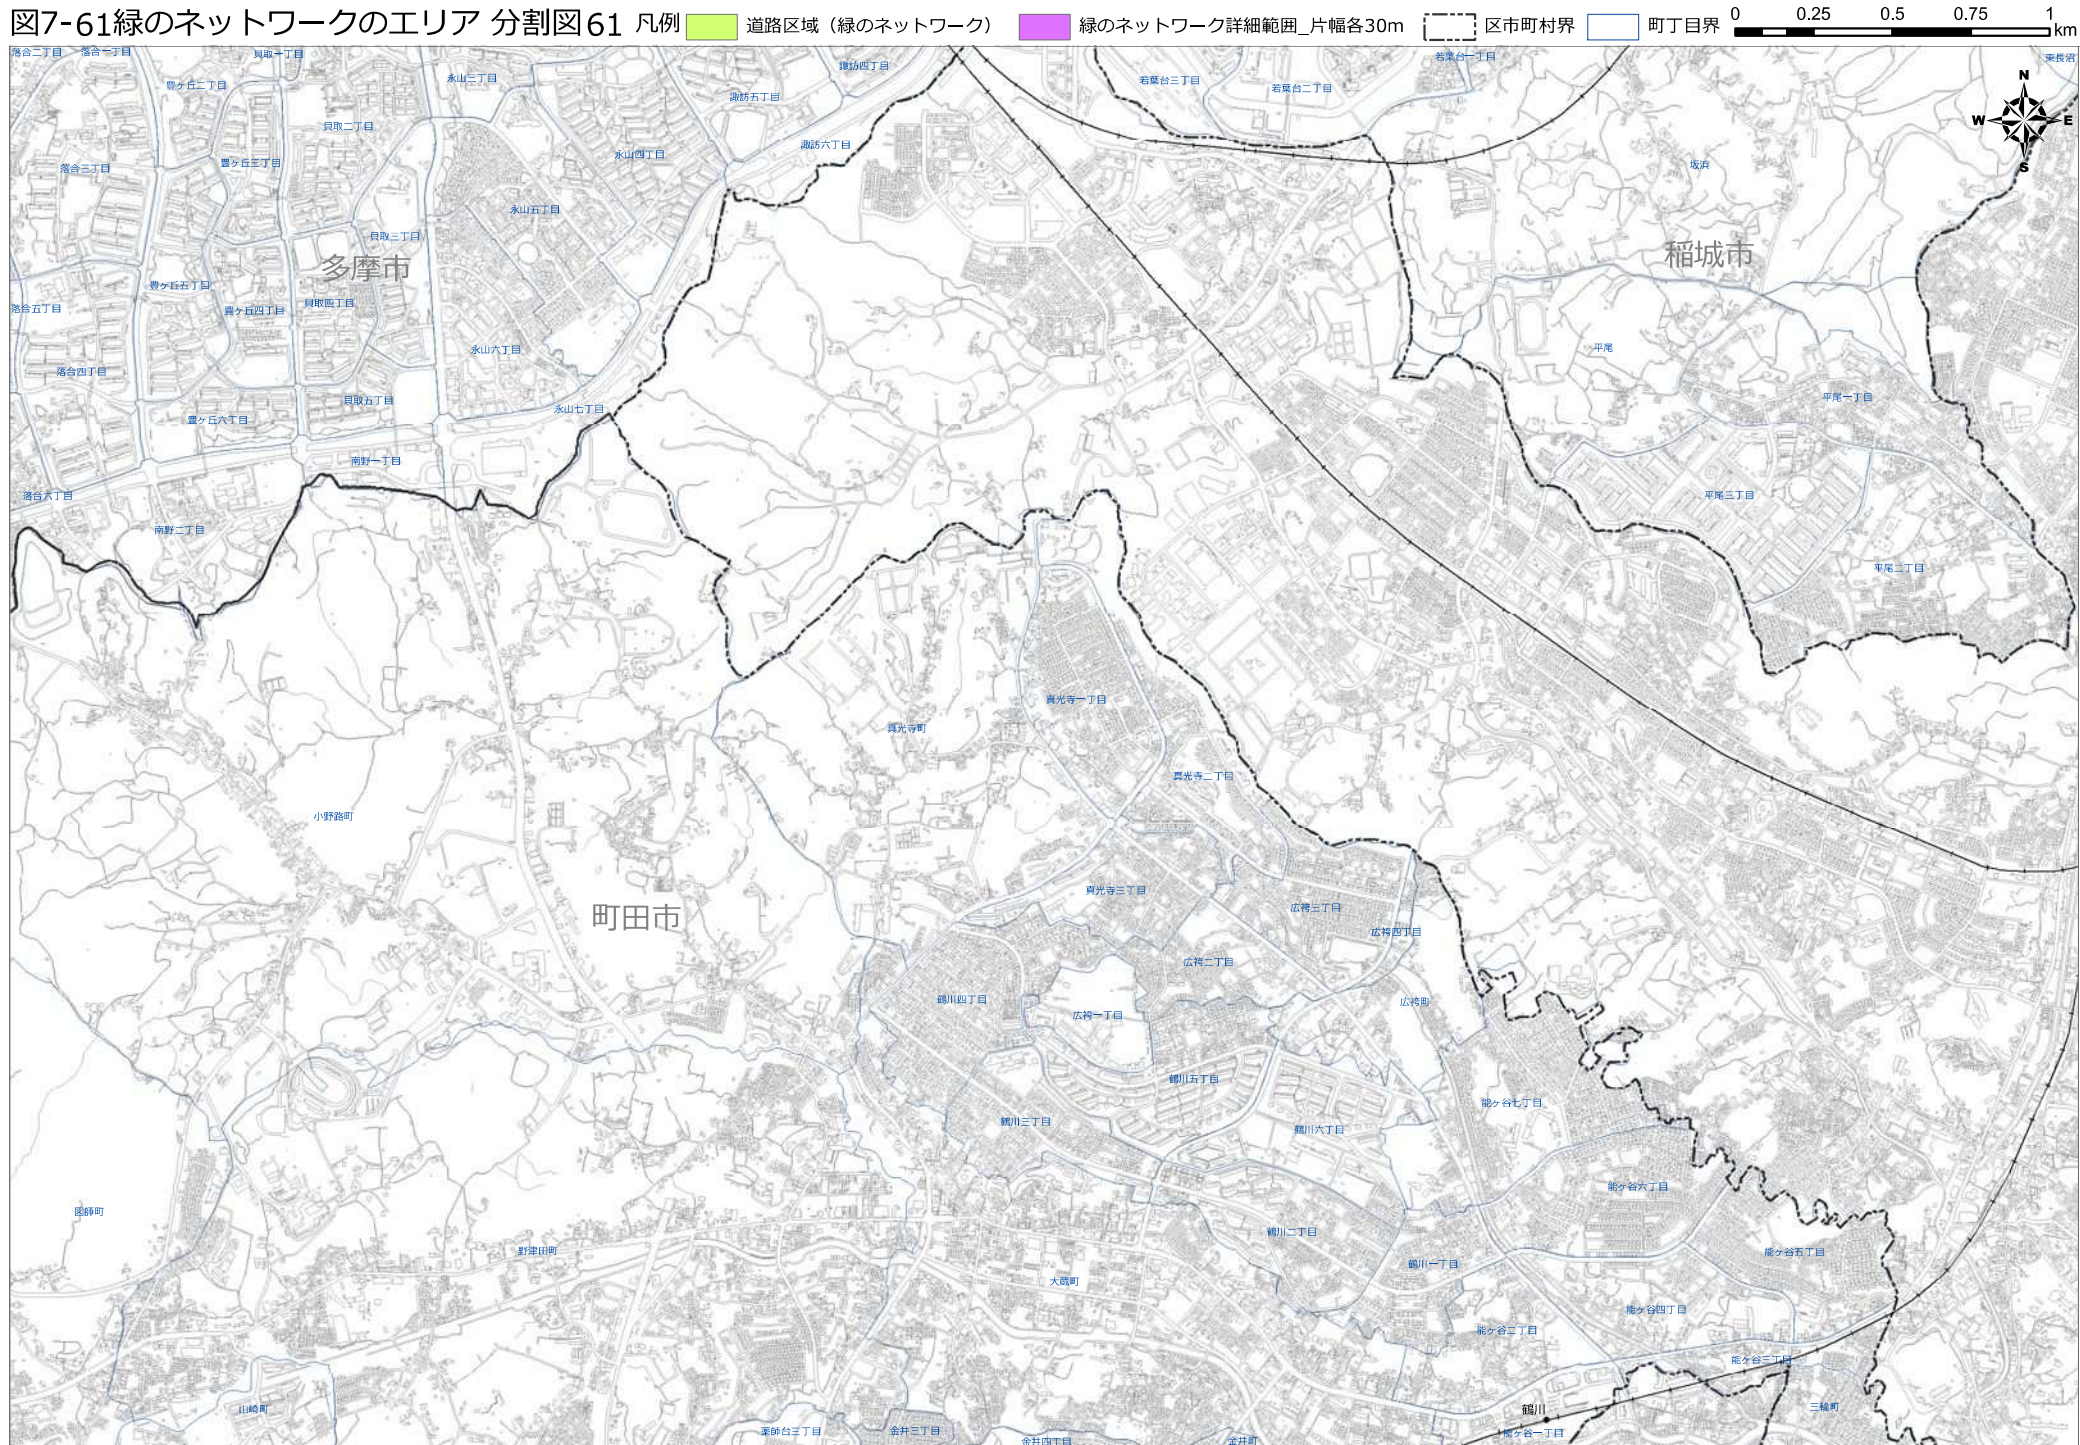 図7-61緑のネットワークのエリア 分割図61 凡例 道路区域（緑のネットワーク） 緑のネットワーク詳細範囲_片幅各30m 区市町村界 町丁目界 0 0.25 0.5 0.75 1 km
落合二丁目 落合一丁目 貝取一丁目 永山三丁目 諏訪四丁目 若葉台三丁目 若葉台二丁目 若葉台一丁目 東長沼
豊ヶ丘二丁目 諏訪五丁目
N
W E
S
貝取二丁目 永山四丁目 諏訪六丁目
落合三丁目 豊ヶ丘三丁目 坂浜
永山五丁目
貝取三丁目
多摩市 稲城市
豊ヶ丘五丁目
落合五丁目 豊ヶ丘四丁目 貝取四丁目
永山六丁目 平尾
落合四丁目
貝取五丁目 永山七丁目 平尾一丁目
豊ヶ丘六丁目
南野一丁目
落合六丁目 平尾三丁目
南野二丁目
平尾二丁目
真光寺一丁目
真光寺町
真光寺二丁目
小野路町
真光寺三丁目
町田市 広袴三丁目
広袴四丁目
広袴二丁目
鶴川四丁目 広袴町
広袴一丁目
鶴川五丁目
能ヶ谷七丁目
鶴川三丁目 鶴川六丁目
能ヶ谷六丁目
図師町
鶴川二丁目
野津田町 能ヶ谷五丁目
鶴川一丁目
大蔵町
能ヶ谷四丁目
能ヶ谷二丁目
能ヶ谷三丁目
山崎町 鶴川 三輪町
薬師台三丁目 金井三丁目 金井四丁目 金井町 能ヶ谷一丁目